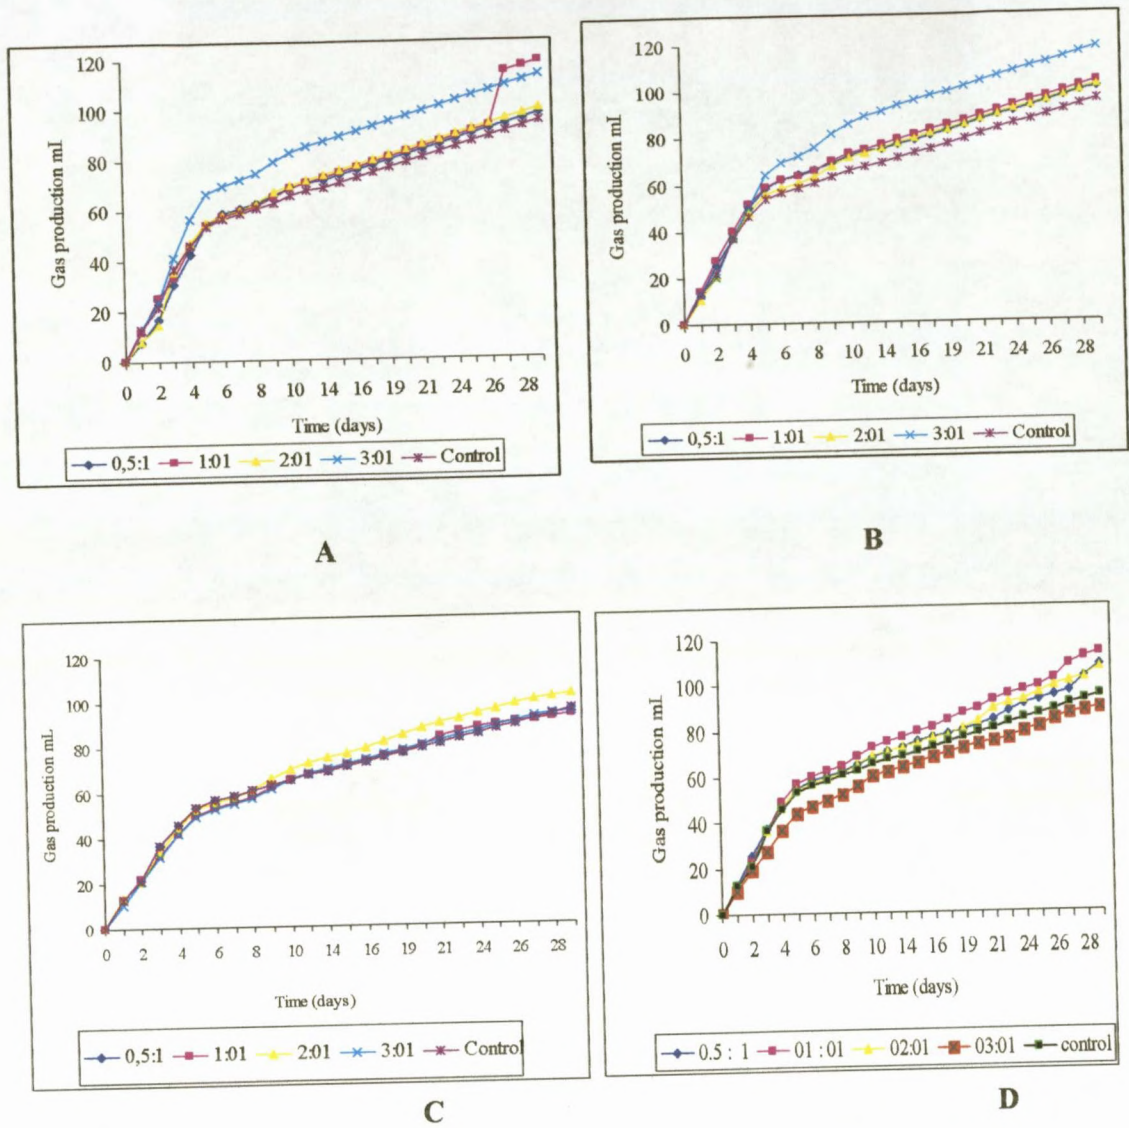 120
100
80
60
40
20
0
Gas production mL
0 2 4 6 8 10 14 16 19 21 24 26 28
Time (days)
0,5:1 1:01 2:01 3:01 Control
A
120
100
80
60
40
20
0
Gas production mL
0 2 4 6 8 10 14 16 19 21 24 26 28
Time (days)
0,5:1 1:01 2:01 3:01 Control
B
120
100
80
60
40
20
0
Gas production mL
0 2 4 6 8 10 14 16 19 21 24 26 28
Time (days)
0,5:1 1:01 2:01 3:01 Control
C
120
100
80
60
40
20
0
Gas production mL
0 2 4 6 8 10 14 16 19 21 24 26 28
Time (days)
0.5 : 1 01 : 01 02:01 03:01 control
D